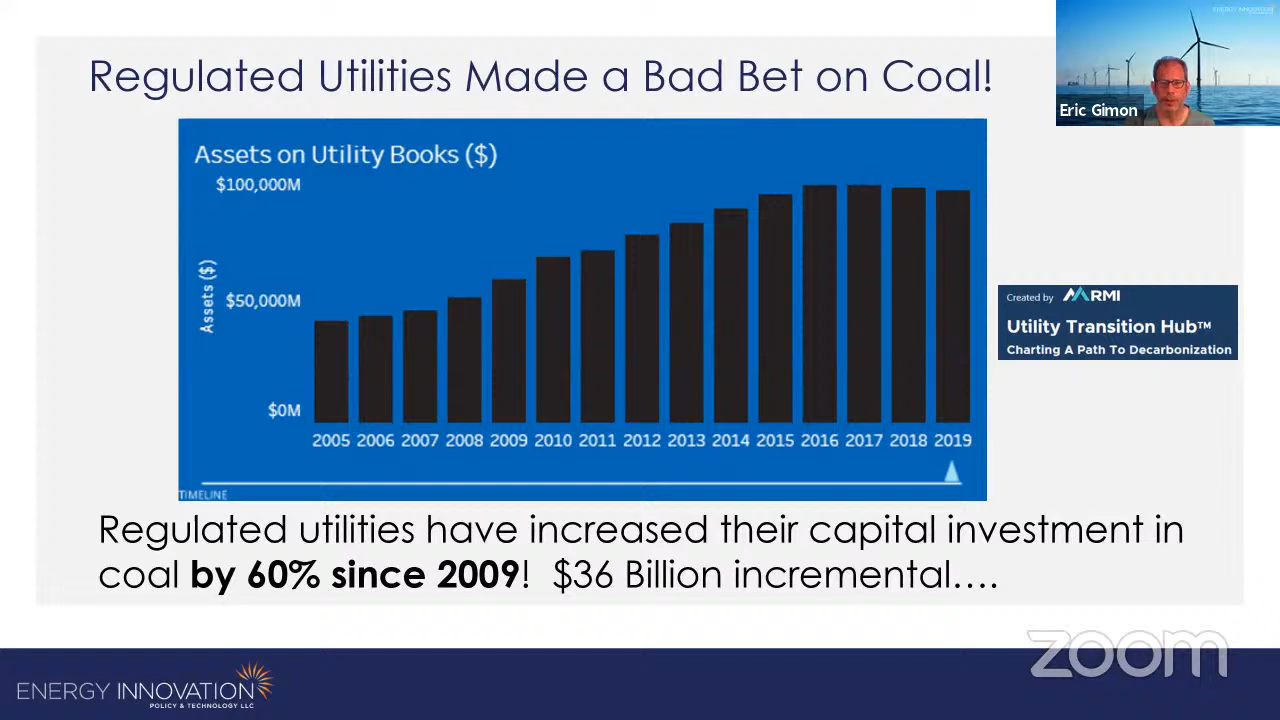 Regulated Utilities Made a Bad Bet on Coal!
ENERGY INNOVATION
Eric Gimon
Assets on Utility Books ($)
$100,000M
$50,000M
$0M
Assets ($)
2005 2006 2007 2008 2009 2010 2011 2012 2013 2014 2015 2016 2017 2018 2019
TIMELINE
Created by RMI
Utility Transition Hub™
Charting A Path To Decarbonization
Regulated utilities have increased their capital investment in
coal by 60% since 2009! $36 Billion incremental....
zoom
ENERGY INNOVATION
POLICY & TECHNOLOGY LLC